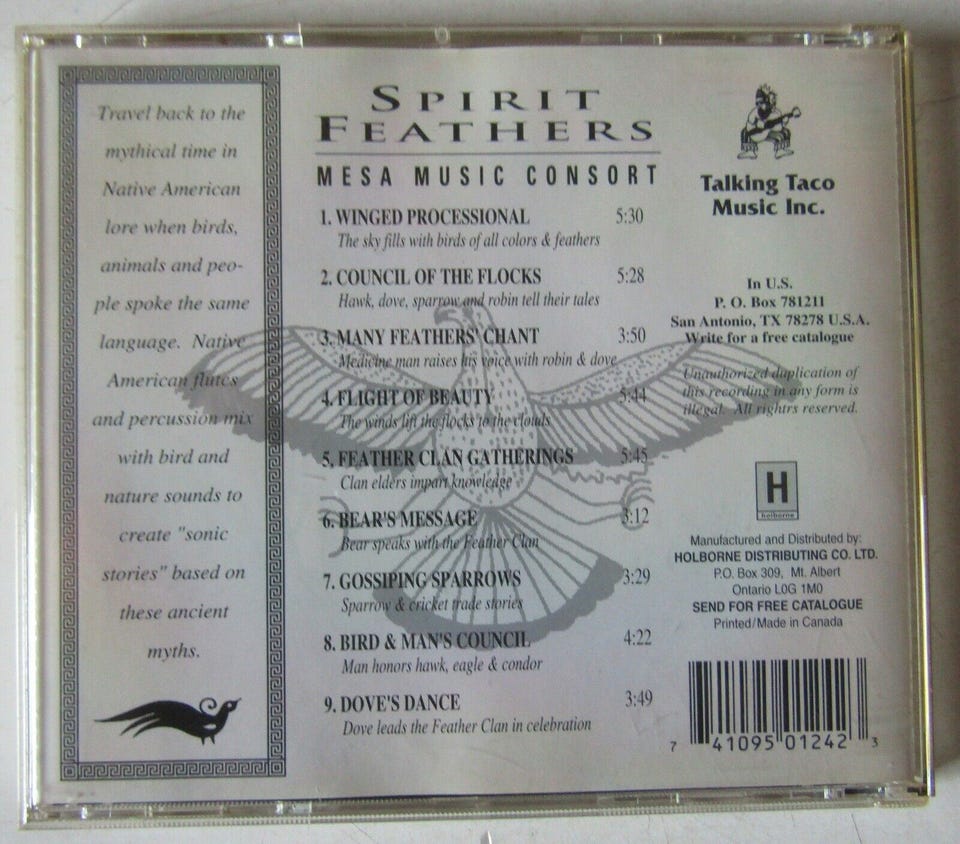 Travel back to the
mythical time in
Native American
lore when birds,
animals and peo-
ple spoke the same
language. Native
American flutes
and percussion mix
with bird and
nature sounds to
create "sonic
stories" based on
these ancient
myths.
SPIRIT
FEATHERS
MESA MUSIC CONSORT
1. WINGED PROCESSIONAL 5:30
The sky fills with birds of all colors & feathers
2. COUNCIL OF THE FLOCKS 5:28
Hawk, dove, sparrow and robin tell their tales
3. MANY FEATHERS' CHANT 3:50
Medicine man raises his voice with robin & dove
4. FLIGHT OF BEAUTY 5:44
The winds lift the flocks to the clouds
5. FEATHER CLAN GATHERINGS 5:45
Clan elders impart knowledge
6. BEAR'S MESSAGE 3:12
Bear speaks with the Feather Clan
7. GOSSIPING SPARROWS 3:29
Sparrow & cricket trade stories
8. BIRD & MAN'S COUNCIL 4:22
Man honors hawk, eagle & condor
9. DOVE'S DANCE 3:49
Dove leads the Feather Clan in celebration
Talking Taco
Music Inc.
In U.S.
P. O. Box 781211
San Antonio, TX 78278 U.S.A.
Write for a free catalogue
Unauthorized duplication of
this recording in any form is
illegal. All rightrs reserved.
H
holborne
Manufactured and Distributed by:
HOLBORNE DISTRIBUTING CO. LTD.
P.O. Box 309, Mt. Albert
Ontario L0G 1M0
SEND FOR FREE CATALOGUE
Printed/Made in Canada
7 41095 01242 3